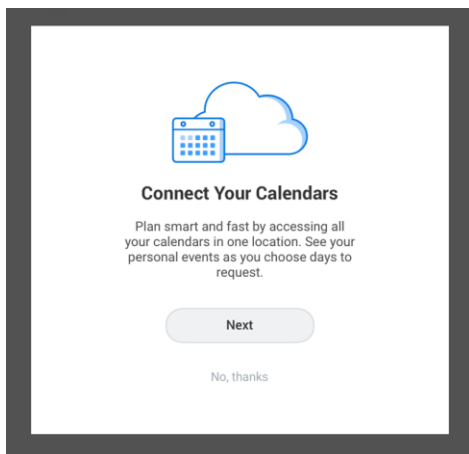 Connect Your Calendars
Plan smart and fast by accessing all
your calendars in one location. See your
personal events as you choose days to
request.
Next
No, thanks